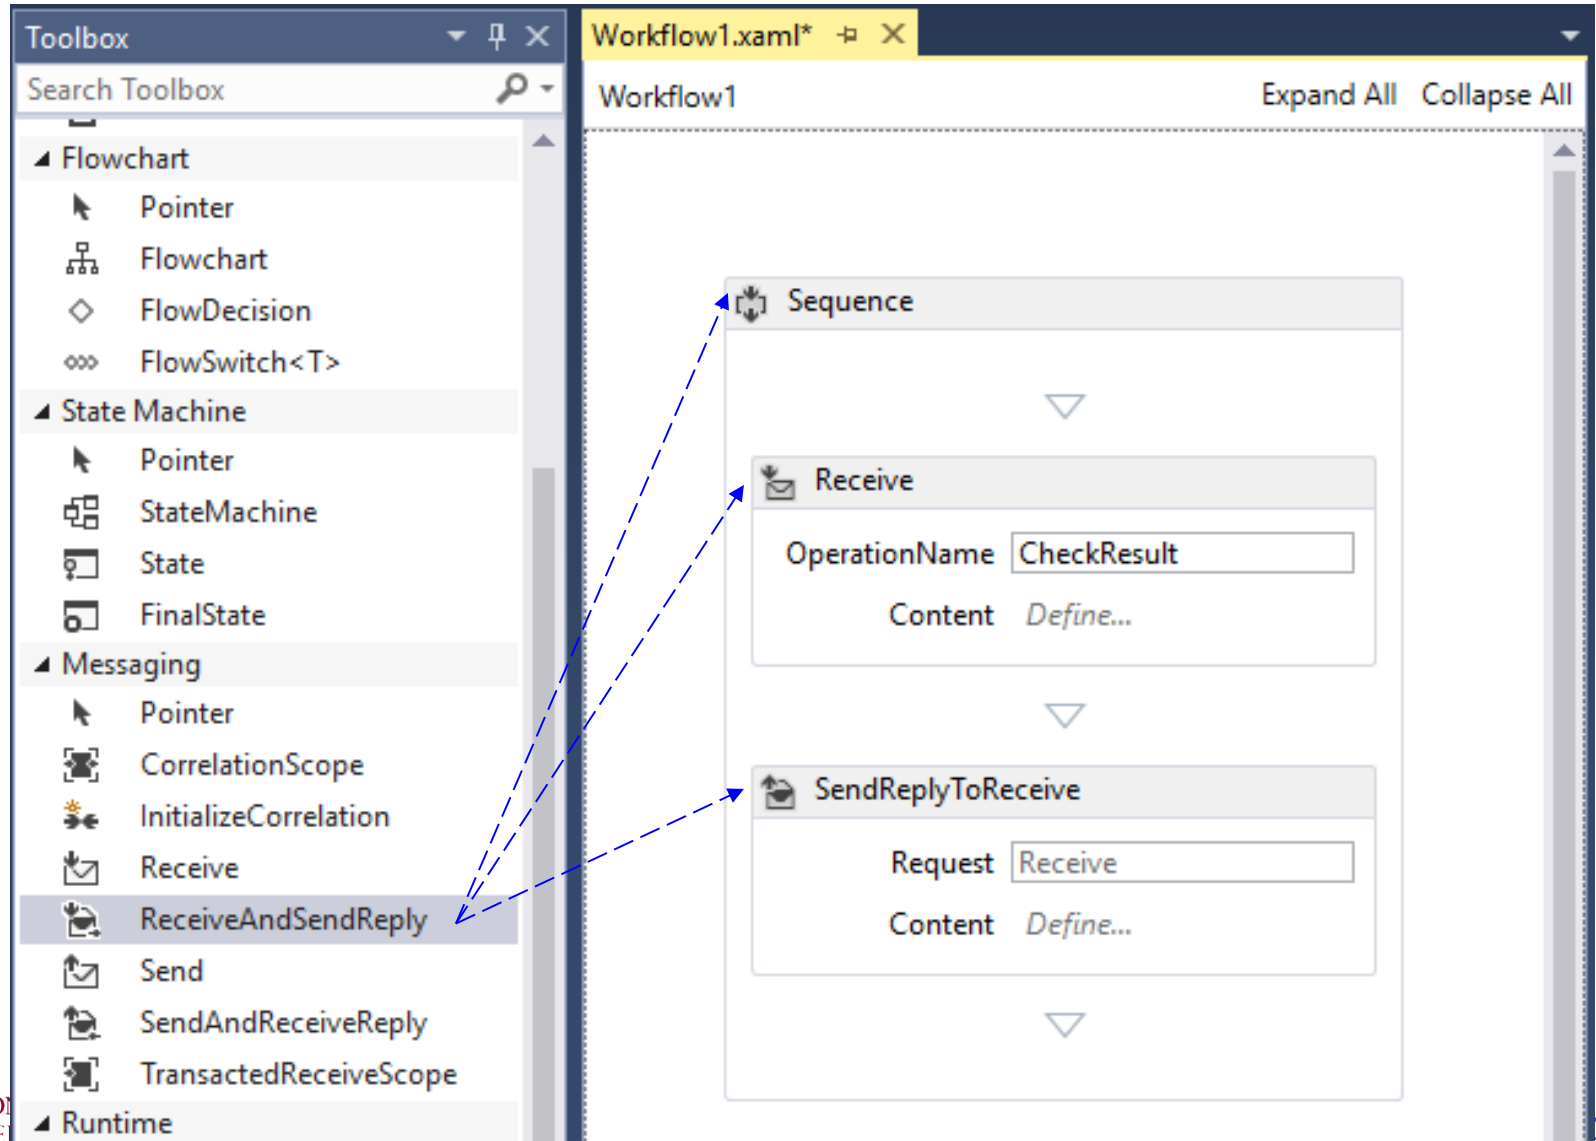 Toolbox
Search Toolbox
Flowchart
Pointer
Flowchart
FlowDecision
FlowSwitch<T>
State Machine
Pointer
StateMachine
State
FinalState
Messaging
Pointer
CorrelationScope
InitializeCorrelation
Receive
ReceiveAndSendReply
Send
SendAndReceiveReply
TransactedReceiveScope
Runtime
Workflow1.xaml*
Workflow1 Expand All Collapse All
Sequence
Receive
OperationName CheckResult
Content Define...
SendReplyToReceive
Request Receive
Content Define...